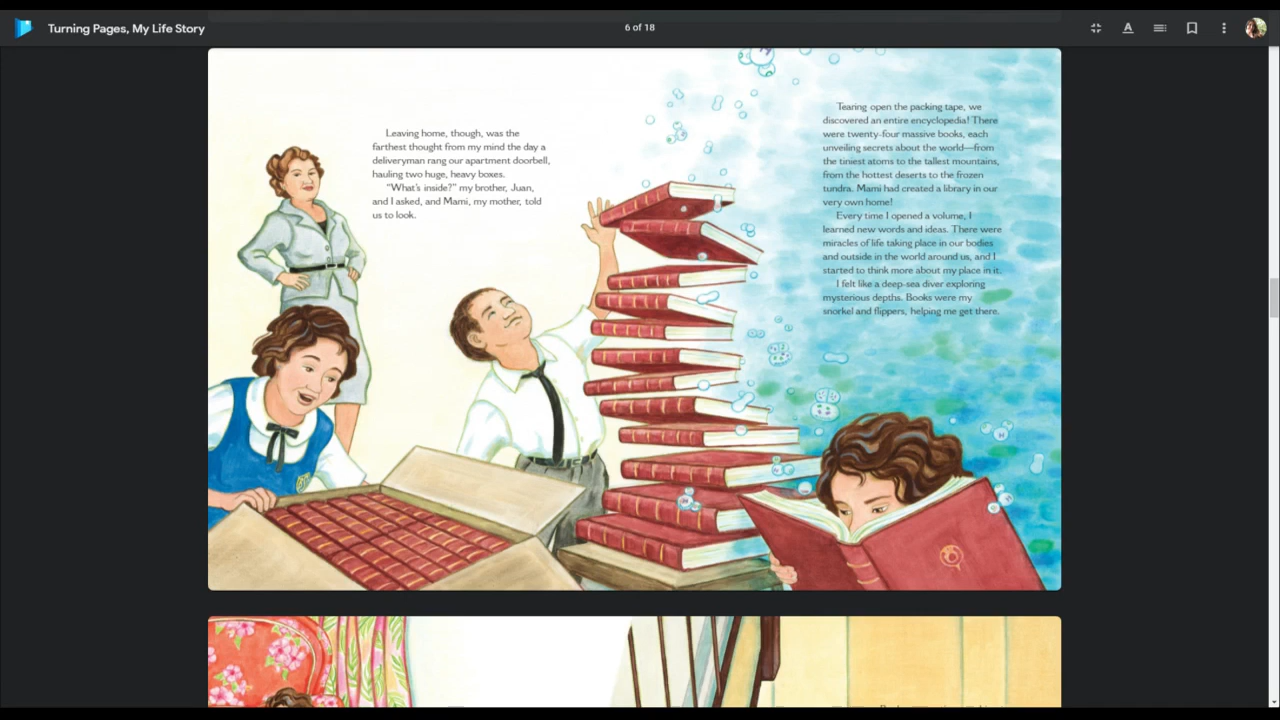 Turning Pages, My Life Story
6 of 18
Leaving home, though, was the
farthest thought from my mind the day a
deliveryman rang our apartment doorbell,
hauling two huge, heavy boxes.
“What’s inside?” my brother, Juan,
and I asked, and Mami, my mother, told
us to look.
Tearing open the packing tape, we
discovered an entire encyclopedia! There
were twenty-four massive books, each
unveiling secrets about the world—from
the tiniest atoms to the tallest mountains,
from the hottest deserts to the frozen
tundra. Mami had created a library in our
very own home!
Every time I opened a volume, I
learned new words and ideas. There were
miracles of life taking place in our bodies
and outside in the world around us, and I
started to think more about my place in it.
I felt like a deep-sea diver exploring
mysterious depths. Books were my
snorkel and flippers, helping me get there.